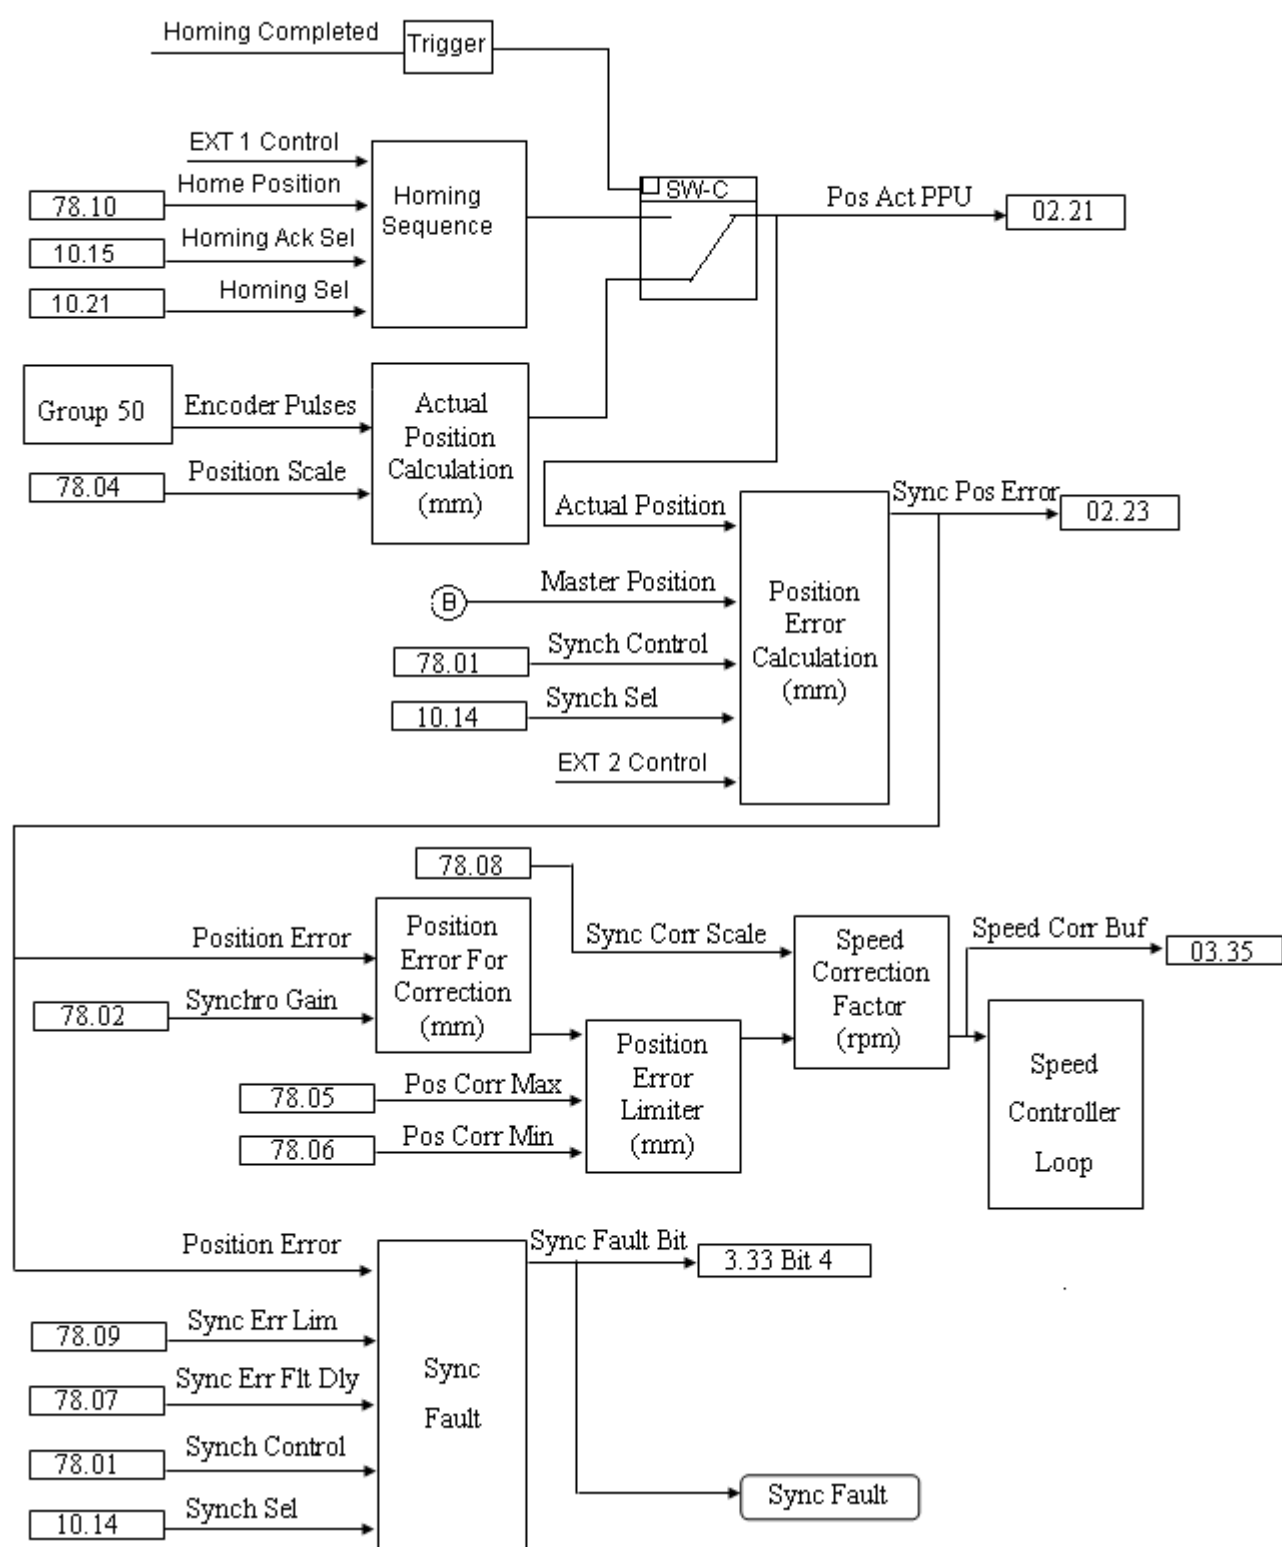 Homing Completed
Trigger
EXT 1 Control
Home Position
78.10
Homing Ack Sel
10.15
Homing Sel
10.21
Homing
Sequence
SW-C
Pos Act PPU
02.21
Group 50
Encoder Pulses
Position Scale
78.04
Actual
Position
Calculation
(mm)
Actual Position
Sync Pos Error
02.23
B
Master Position
Synch Control
78.01
Synch Sel
10.14
EXT 2 Control
Position
Error
Calculation
(mm)
78.08
Position Error
Synchro Gain
78.02
Position
Error For
Correction
(mm)
Sync Corr Scale
Speed
Correction
Factor
(rpm)
Speed Corr Buf
03.35
Pos Corr Max
78.05
Pos Corr Min
78.06
Position
Error
Limiter
(mm)
Speed
Controller
Loop
Position Error
Sync Err Lim
78.09
Sync Err Flt Dly
78.07
Synch Control
78.01
Synch Sel
10.14
Sync
Fault
Sync Fault Bit
3.33 Bit 4
Sync Fault